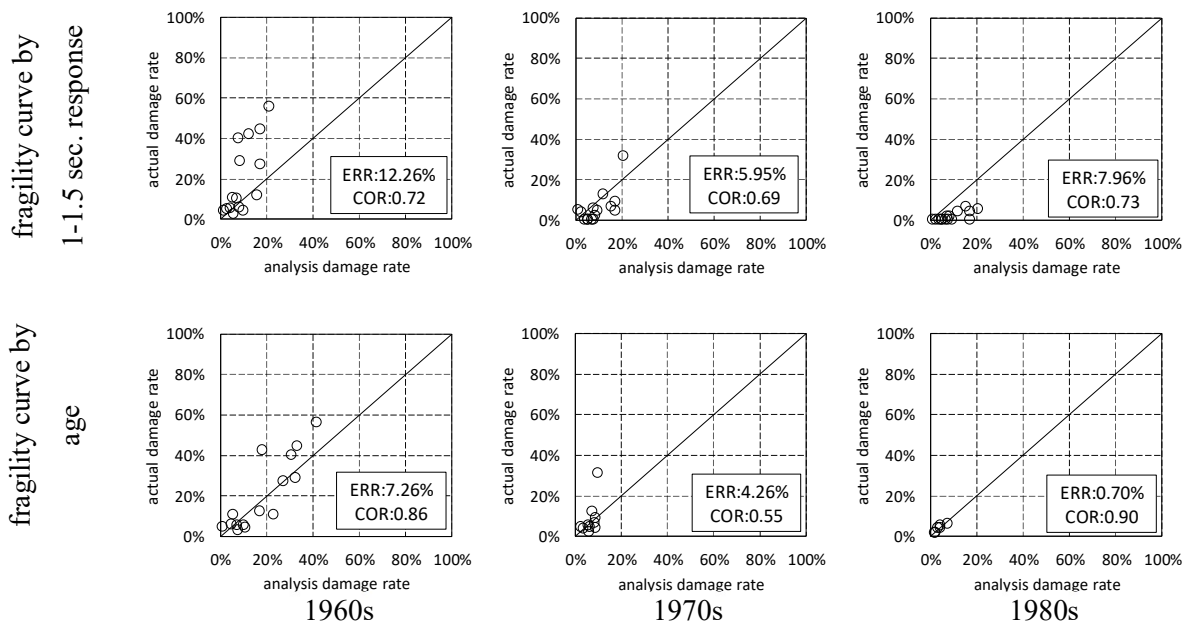 fragility curve by
1-1.5 sec. response
actual damage rate
100%
80%
60%
40%
20%
0%
ERR:12.26%
COR:0.72
0% 20% 40% 60% 80% 100%
analysis damage rate
actual damage rate
100%
80%
60%
40%
20%
0%
ERR:5.95%
COR:0.69
0% 20% 40% 60% 80% 100%
analysis damage rate
actual damage rate
100%
80%
60%
40%
20%
0%
ERR:7.96%
COR:0.73
0% 20% 40% 60% 80% 100%
analysis damage rate
fragility curve by
age
actual damage rate
100%
80%
60%
40%
20%
0%
ERR:7.26%
COR:0.86
0% 20% 40% 60% 80% 100%
analysis damage rate
1960s
actual damage rate
100%
80%
60%
40%
20%
0%
ERR:4.26%
COR:0.55
0% 20% 40% 60% 80% 100%
analysis damage rate
1970s
actual damage rate
100%
80%
60%
40%
20%
0%
ERR:0.70%
COR:0.90
0% 20% 40% 60% 80% 100%
analysis damage rate
1980s